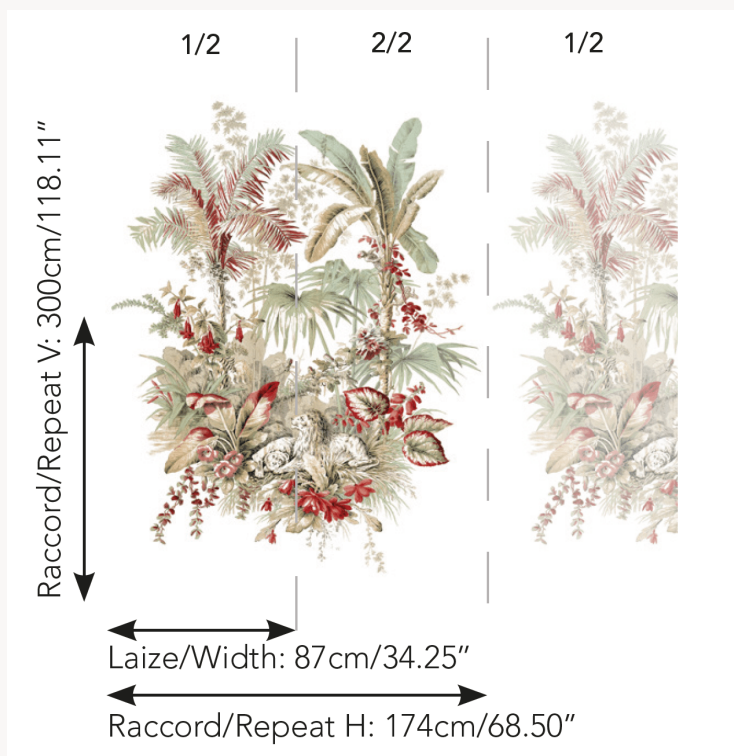 1/2 2/2 1/2
Raccord/Repeat V: 300cm/118.11”
Laize/Width: 87cm/34.25”
Raccord/Repeat H: 174cm/68.50”